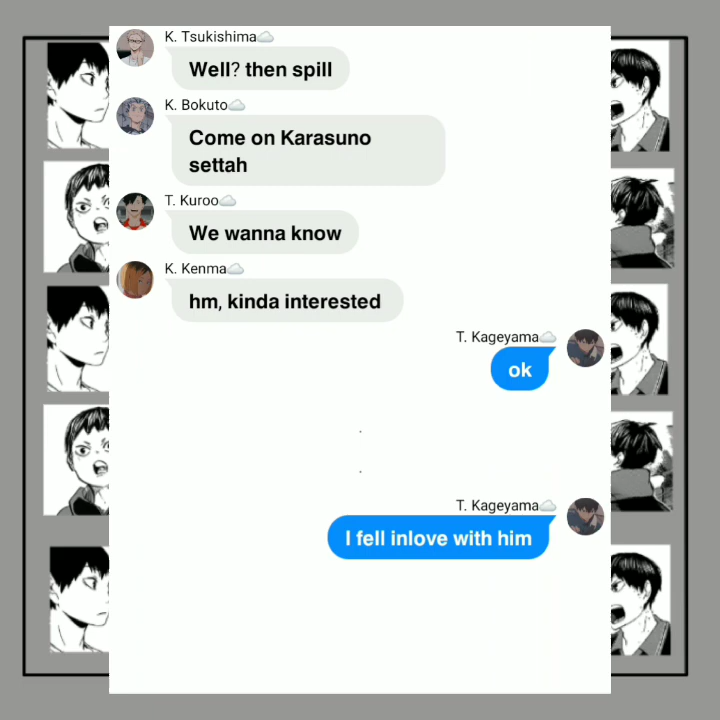 K. Tsukishima☁️
Well? then spill
K. Bokuto☁️
Come on Karasuno
settah
T. Kuroo☁️
We wanna know
K. Kenma☁️
hm, kinda interested
T. Kageyama☁️
ok
.
.
T. Kageyama☁️
I fell inlove with him